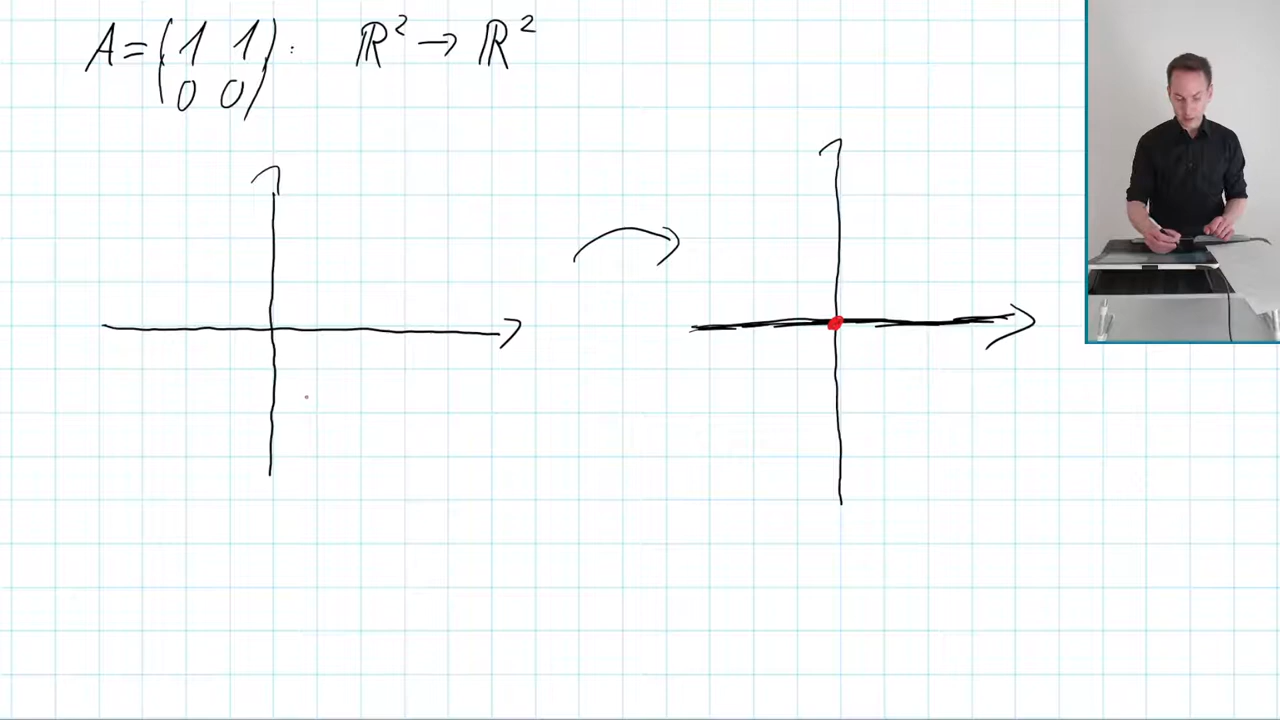 A = (1 1) : ℝ² → ℝ²
(0 0)